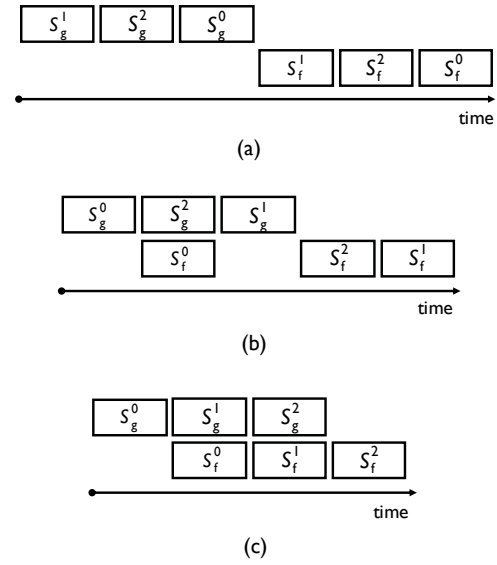 S_g^1 S_g^2 S_g^0
S_f^1 S_f^2 S_f^0
time
(a)
S_g^0 S_g^2 S_g^1
S_f^0 S_f^2 S_f^1
time
(b)
S_g^0 S_g^1 S_g^2
S_f^0 S_f^1 S_f^2
time
(c)